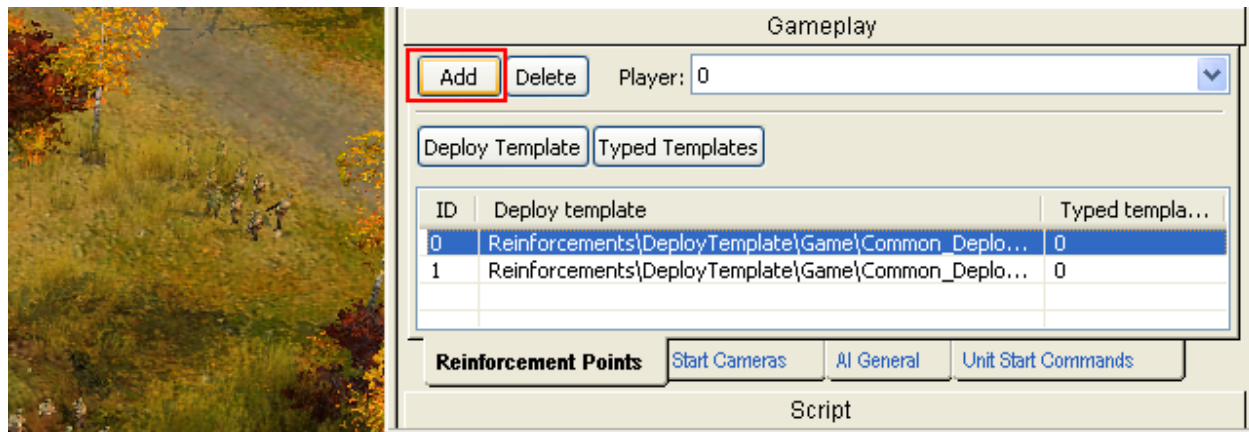 Gameplay
Add Delete Player: 0
Deploy Template Typed Templates
ID Deploy template Typed templa...
0 Reinforcements\DeployTemplate\Game\Common_Deplo... 0
1 Reinforcements\DeployTemplate\Game\Common_Deplo... 0
Reinforcement Points Start Cameras AI General Unit Start Commands
Script